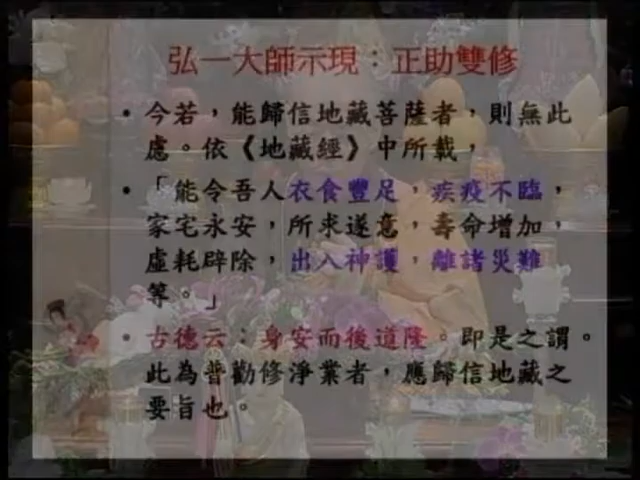 弘一大師示現：正助雙修
• 今若，能歸信地藏菩薩者，則無此
慮。依《地藏經》中所載，
• 「能令吾人衣食豐足，疾疫不臨，
家宅永安，所求遂意，壽命增加，
虛耗辟除，出入神護，離諸災難
等。」
• 古德云：身安而後道隆。即是之謂。
此為普勸修淨業者，應歸信地藏之
要旨也。